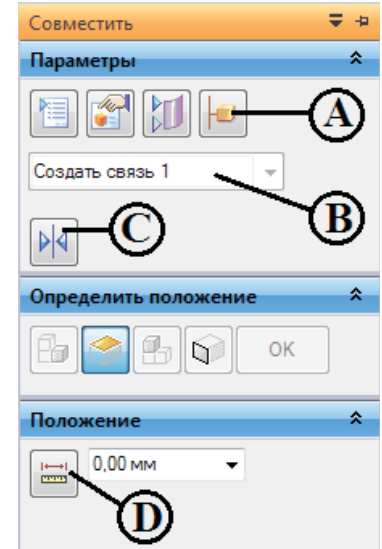 Совместить
Параметры
A
Создать связь 1
B
C
Определить положение
OK
Положение
0,00 мм
D